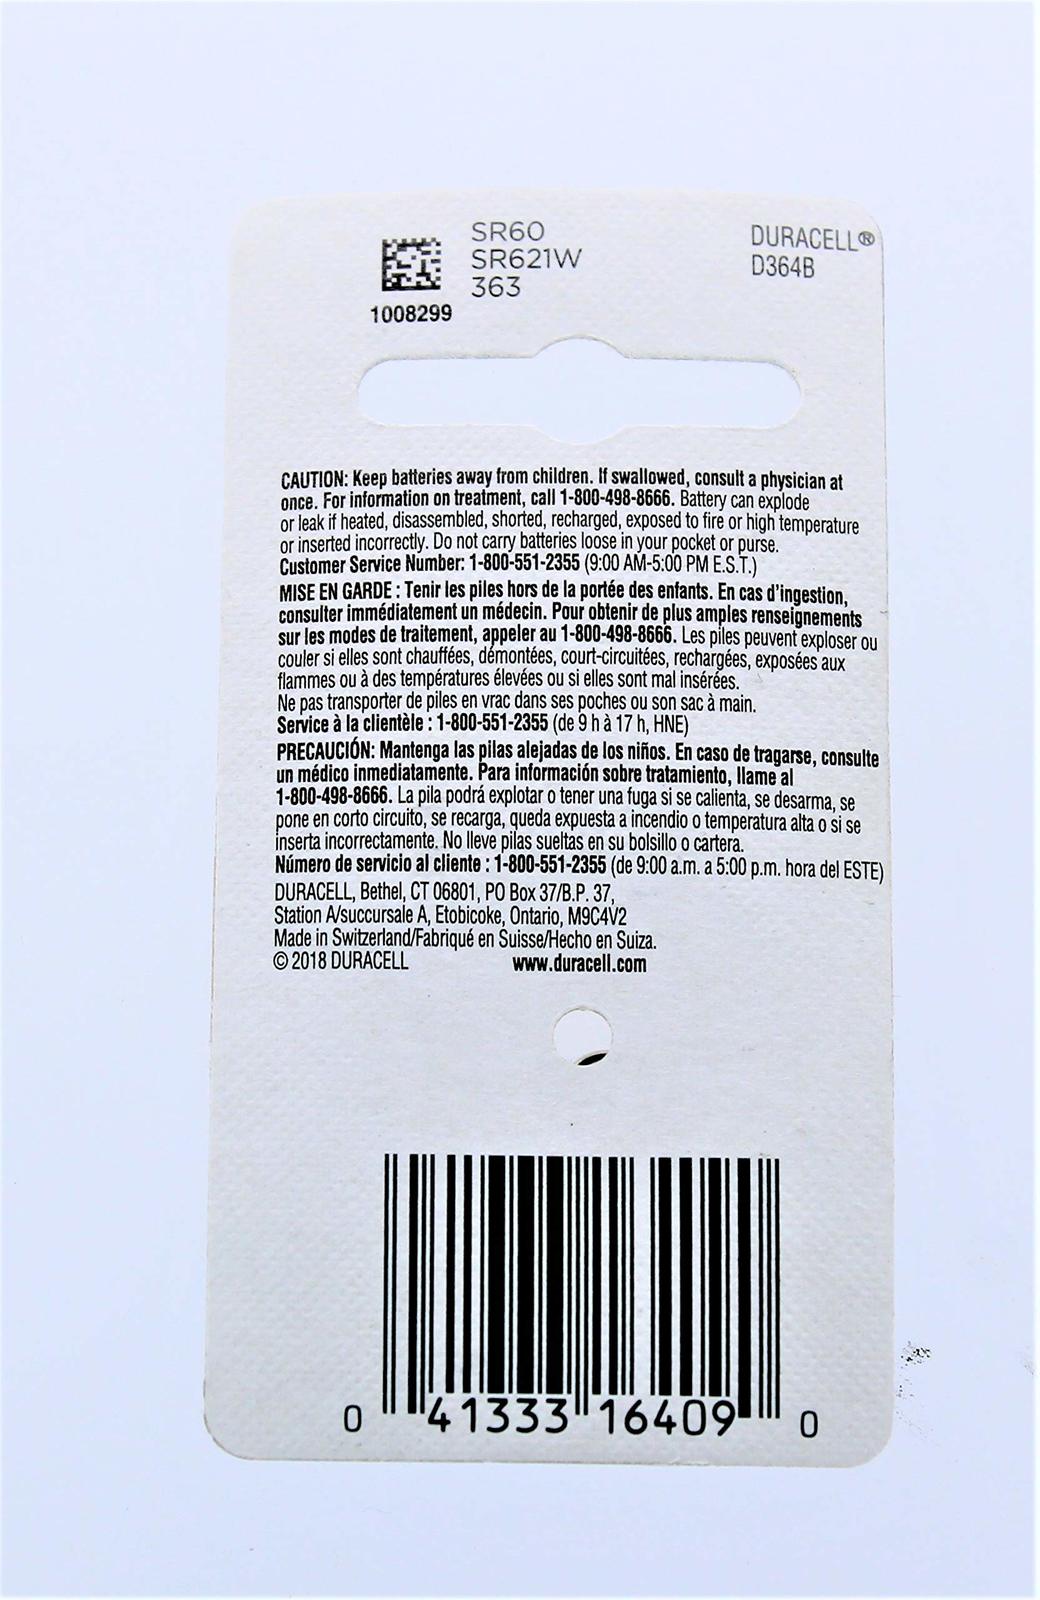 SR60
SR621W
363
1008299
DURACELL®
D364B
CAUTION: Keep batteries away from children. If swallowed, consult a physician at
once. For information on treatment, call 1-800-498-8666. Battery can explode
or leak if heated, disassembled, shorted, recharged, exposed to fire or high temperature
or inserted incorrectly. Do not carry batteries loose in your pocket or purse.
Customer Service Number: 1-800-551-2355 (9:00 AM-5:00 PM E.S.T.)
MISE EN GARDE : Tenir les piles hors de la portée des enfants. En cas d'ingestion,
consulter immédiatement un médecin. Pour obtenir de plus amples renseignements
sur les modes de traitement, appeler au 1-800-498-8666. Les piles peuvent exploser ou
couler si elles sont chauffées, démontées, court-circuitées, rechargées, exposées aux
flammes ou à des températures élevées ou si elles sont mal insérées.
Ne pas transporter de piles en vrac dans ses poches ou son sac à main.
Service à la clientèle : 1-800-551-2355 (de 9 h à 17 h, HNE)
PRECAUCIÓN: Mantenga las pilas alejadas de los niños. En caso de tragarse, consulte
un médico inmediatamente. Para información sobre tratamiento, llame al
1-800-498-8666. La pila podrá explotar o tener una fuga si se calienta, se desarma, se
pone en corto circuito, se recarga, queda expuesta a incendio o temperatura alta o si se
inserta incorrectamente. No lleve pilas sueltas en su bolsillo o cartera.
Número de servicio al cliente : 1-800-551-2355 (de 9:00 a.m. a 5:00 p.m. hora del ESTE)
DURACELL, Bethel, CT 06801, PO Box 37/B.P. 37,
Station A/succursale A, Etobicoke, Ontario, M9C4V2
Made in Switzerland/Fabriqué en Suisse/Hecho en Suiza.
© 2018 DURACELL www.duracell.com
0 41333 16409 0